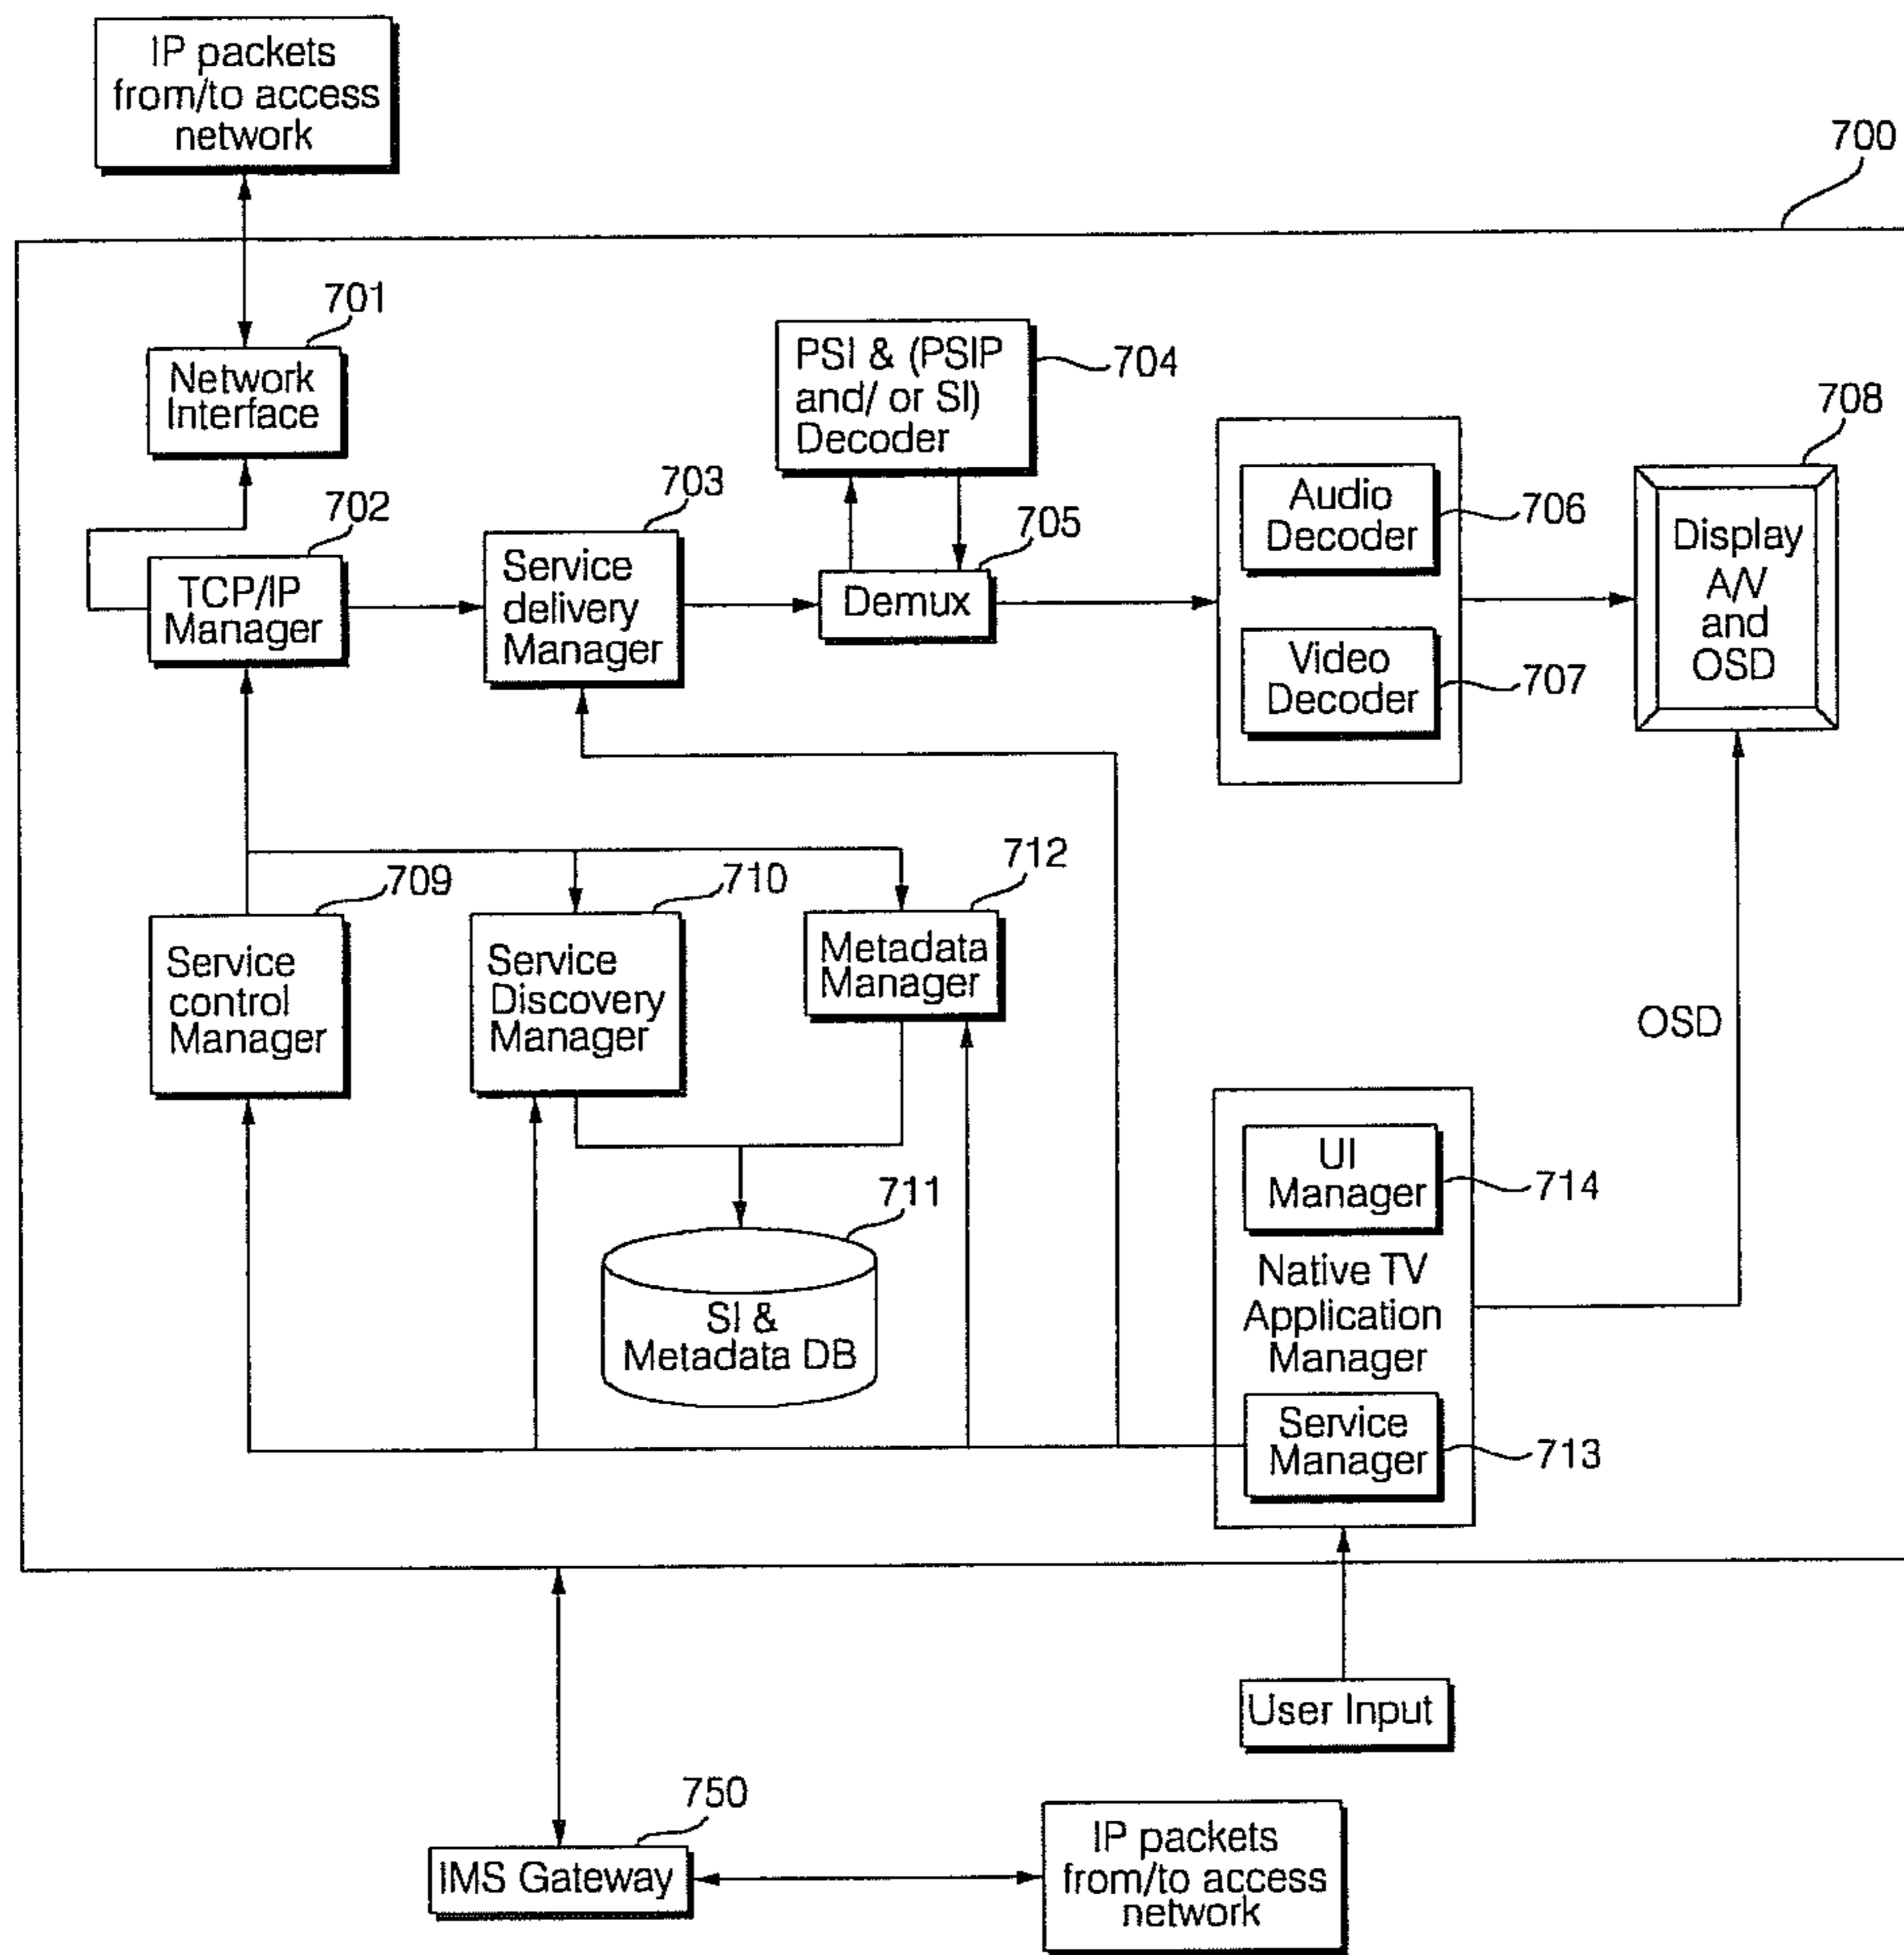 IP packets
from/to access
network
700
701
Network
Interface
PSI & (PSIP
and/ or SI)
Decoder
704
708
703
702
705
Audio
Decoder
706
Display
A/V
and
OSD
Service
delivery
Manager
TCP/IP
Manager
Demux
Video
Decoder
707
709
710
712
Service
control
Manager
Service
Discovery
Manager
Metadata
Manager
OSD
UI
Manager
714
711
Native TV
Application
Manager
SI &
Metadata DB
Service
Manager
713
User Input
750
IMS Gateway
IP packets
from/to access
network